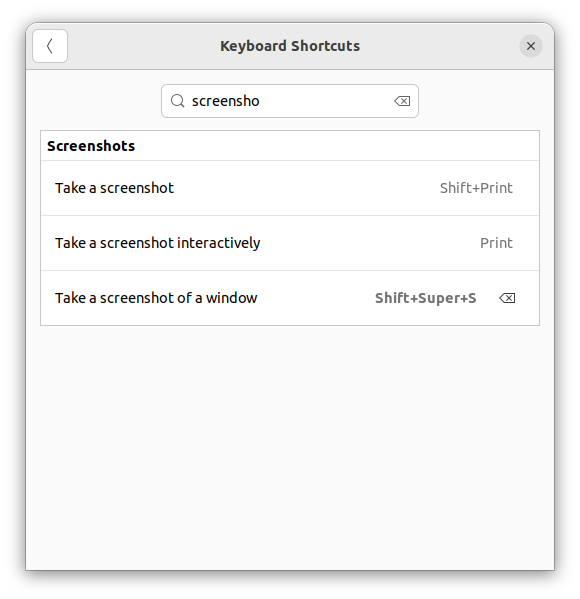 Keyboard Shortcuts
screensho
Screenshots
Take a screenshot Shift+Print
Take a screenshot interactively Print
Take a screenshot of a window Shift+Super+S